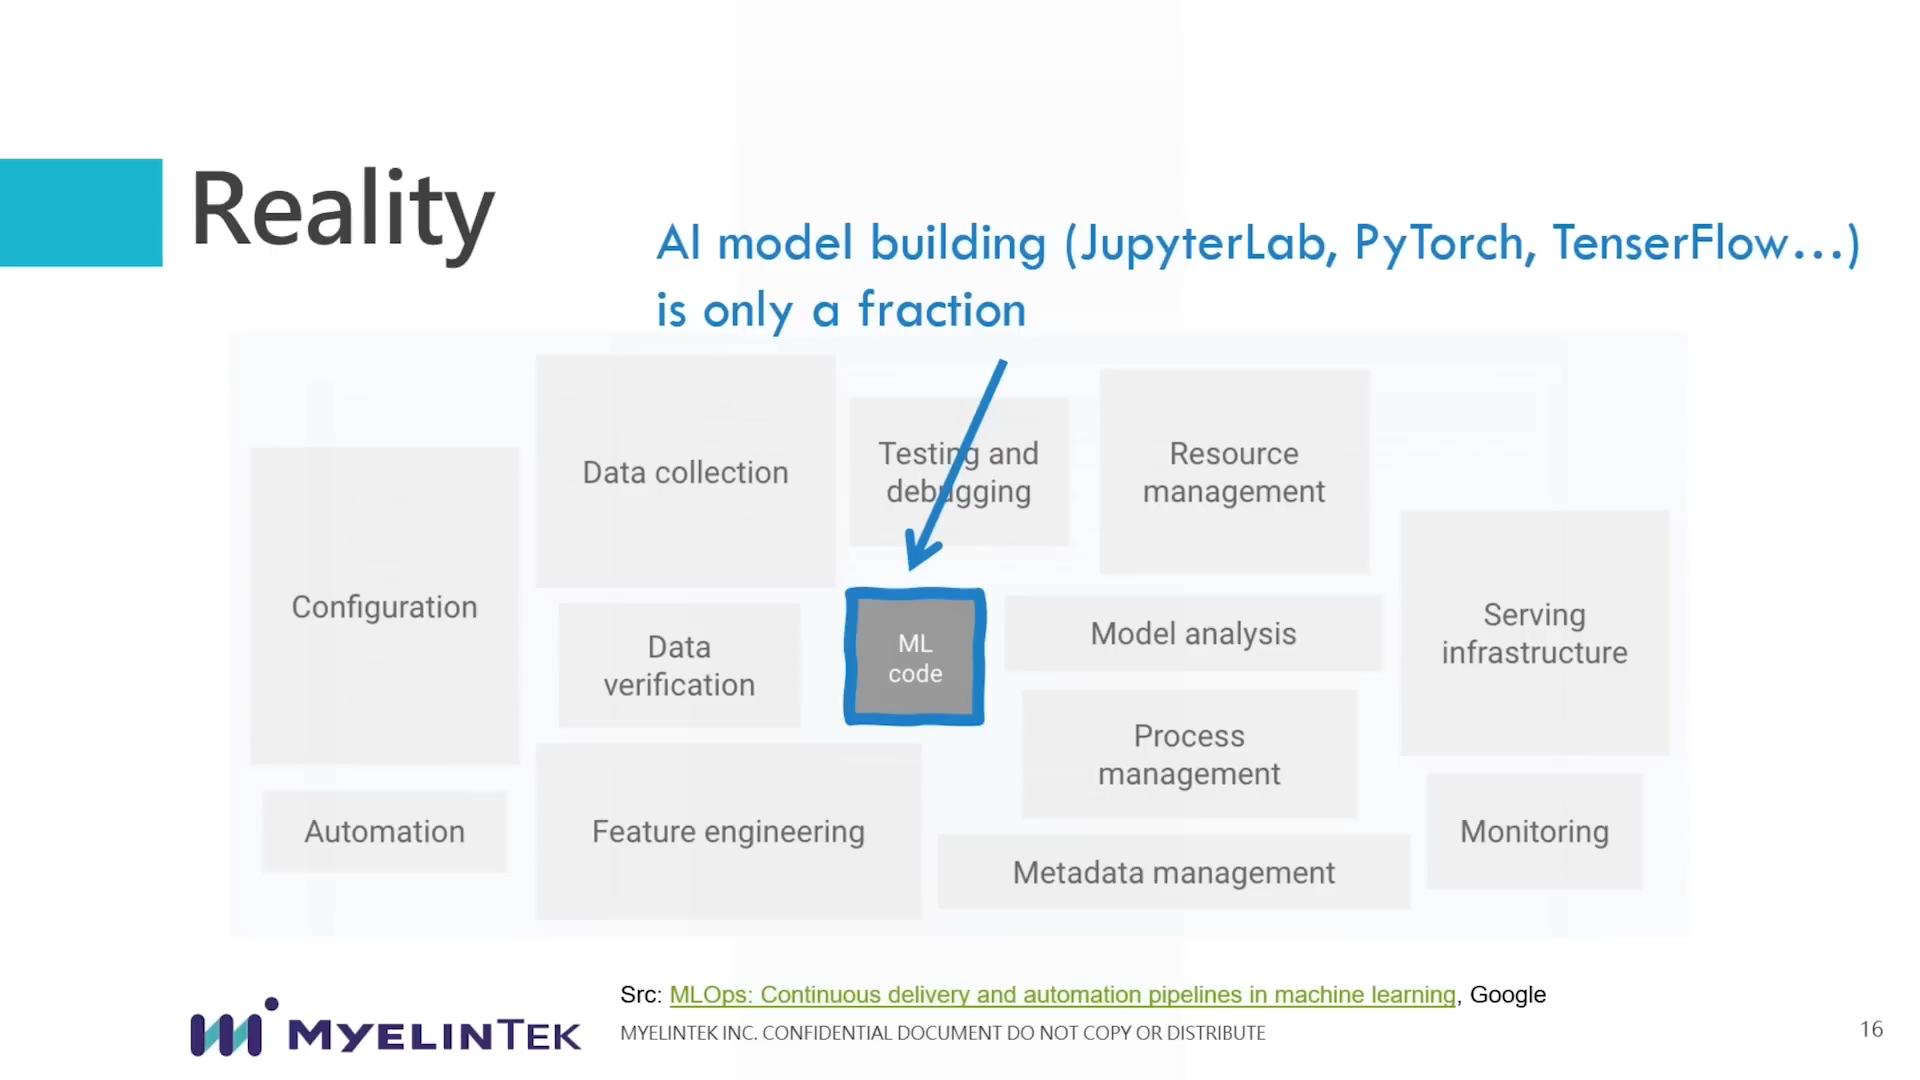 Reality
AI model building (JupyterLab, PyTorch, TenserFlow...)
is only a fraction
Data collection
Testing and
debugging
Resource
management
Configuration
Data
verification
ML
code
Model analysis
Serving
infrastructure
Process
management
Automation
Feature engineering
Metadata management
Monitoring
Src: MLOps: Continuous delivery and automation pipelines in machine learning, Google
MYELINTEK
MYELINTEK INC. CONFIDENTIAL DOCUMENT DO NOT COPY OR DISTRIBUTE
16